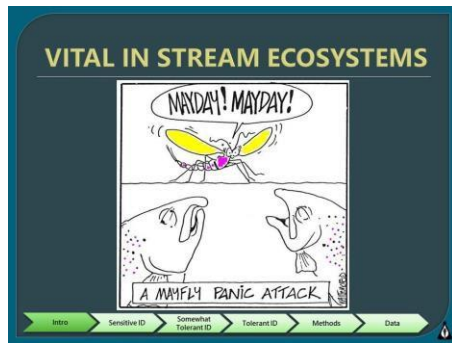 VITAL IN STREAM ECOSYSTEMS
MAYDAY! MAYDAY!
A MAYFLY PANIC ATTACK
Intro
Sensitive ID
Somewhat
Tolerant ID
Tolerant ID
Methods
Data